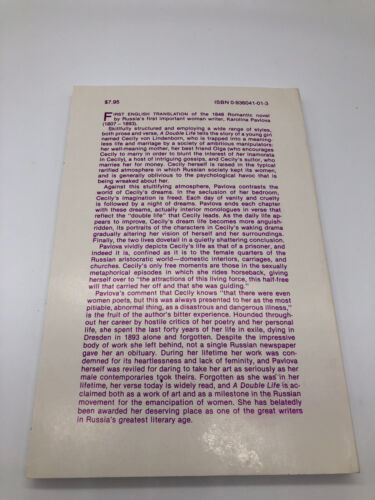 $7.95
ISBN 0-936041-01-3
FIRST ENGLISH TRANSLATION of the 1848 Romantic novel
by Russia's first important woman writer, Karolina Pavlova
(1807 – 1893).
Skillfully structured and employing a wide range of styles,
both prose and verse, A Double Life tells the story of a young girl
named Cecily von Lindenborn, who is trapped into a meaning-
less life and marriage by a society of ambitious manipulators:
her well-meaning mother, her best friend Olga (who encourages
Cecily to marry in order to blunt the interest of her inamorata
in Cecily), a host of intriguing gossips, and Cecily's suitor, who
marries her for money. Cecily herself is raised in the typical
rarified atmosphere in which Russian society kept its women,
and is generally oblivious to the psychological havoc that is
being wreaked about her.
Against this stultifying atmosphere, Pavlova contrasts the
world of Cecily's dreams. In the seclusion of her bedroom,
Cecily's imagination is freed. Each day of vanity and cruelty
is followed by a night of dreams. Pavlova ends each chapter
with these dreams, actually interior monologues in verse that
reflect the "double life" that Cecily leads. As the daily life ap-
pears to improve, Cecily's dream life becomes more anguish-
ridden, its portraits of the characters in Cecily's waking drama
gradually altering her vision of herself and her surroundings.
Finally, the two lives dovetail in a quietly shattering conclusion.
Pavlova vividly depicts Cecily's life as that of a prisoner, and
indeed it is, confined as it is to the female quarters of the
Russian aristocratic world—domestic interiors, carriages, and
churches. Cecily's only free moments are those in the sexually
metaphorical episodes in which she rides horseback, giving
herself over to "the attractions of this living force, this half-free
will that carried her off and that she was guiding."
Pavlova's comment that Cecily knows "that there were even
women poets, but this was always presented to her as the most
pitiable, abnormal thing, as a disastrous and dangerous illness,"
is the fruit of the author's bitter experience. Hounded through-
out her career by hostile critics of her poetry and her personal
life, she spent the last forty years of her life in exile, dying in
Dresden in 1893 alone and forgotten. Despite the impressive
body of work she left behind, not a single Russian newspaper
gave her an obituary. During her lifetime her work was con-
demned for its heartlessness and lack of feminity, and Pavlova
herself was reviled for daring to take her art as seriously as her
male contemporaries took theirs. Forgotten as she was in her
lifetime, her verse today is widely read, and A Double Life is ac-
claimed both as a work of art and as a milestone in the Russian
movement for the emancipation of women. She has belatedly
been awarded her deserving place as one of the great writers
in Russia's greatest literary age.